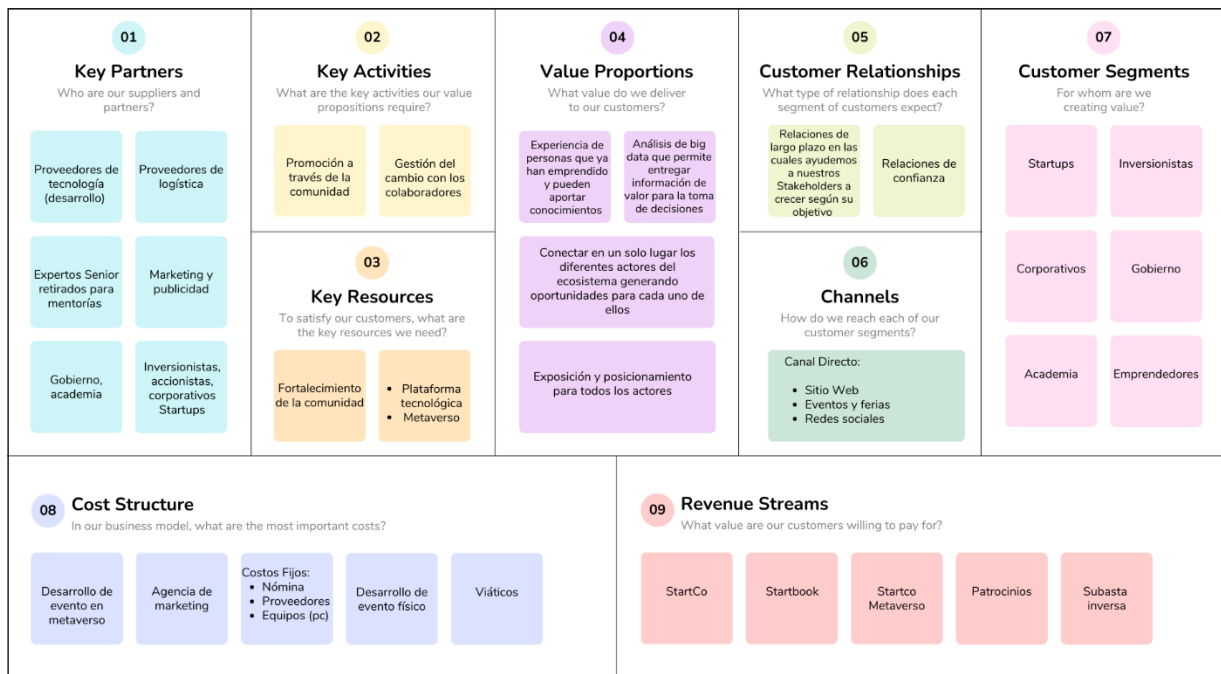 01
Key Partners
Who are our suppliers and
partners?
Proveedores de
tecnología
(desarrollo)
Proveedores de
logística
Expertos Senior
retirados para
mentorías
Marketing y
publicidad
Gobierno,
academia
Inversionistas,
accionistas,
corporativos
Startups
02
Key Activities
What are the key activities our value
propositions require?
Promoción a
través de la
comunidad
Gestión del
cambio con los
colaboradores
03
Key Resources
To satisfy our customers, what are
the key resources we need?
Fortalecimiento
de la comunidad
• Plataforma
tecnológica
• Metaverso
04
Value Proportions
What value do we deliver
to our customers?
Experiencia de
personas que ya
han emprendido
y pueden
aportar
conocimientos
Análisis de big
data que permite
entregar
información de
valor para la toma
de decisiones
Conectar en un solo lugar los
diferentes actores del
ecosistema generando
oportunidades para cada uno de
ellos
Exposición y posicionamiento
para todos los actores
05
Customer Relationships
What type of relationship does each
segment of customers expect?
Relaciones de
largo plazo en las
cuales ayudemos
a nuestros
Stakeholders a
crecer según su
objetivo
Relaciones de
confianza
06
Channels
How do we reach each of our
customer segments?
Canal Directo:
• Sitio Web
• Eventos y ferias
• Redes sociales
07
Customer Segments
For whom are we
creating value?
Startups
Inversionistas
Corporativos
Gobierno
Academia
Emprendedores
08
Cost Structure
In our business model, what are the most important costs?
Desarrollo de
evento en
metaverso
Agencia de
marketing
Costos Fijos:
• Nómina
• Proveedores
• Equipos (pc)
Desarrollo de
evento físico
Viáticos
09
Revenue Streams
What value are our customers willing to pay for?
StartCo
Startbook
Startco
Metaverso
Patrocinios
Subasta
inversa